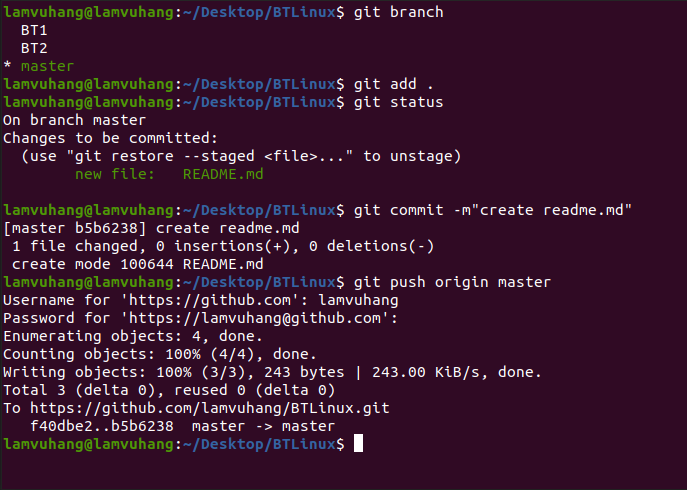 lamvuhang@lamvuhang:~/Desktop/BTLinux$ git branch
  BT1
  BT2
* master
lamvuhang@lamvuhang:~/Desktop/BTLinux$ git add .
lamvuhang@lamvuhang:~/Desktop/BTLinux$ git status
On branch master
Changes to be committed:
  (use "git restore --staged <file>..." to unstage)
        new file:   README.md
lamvuhang@lamvuhang:~/Desktop/BTLinux$ git commit -m"create readme.md"
[master b5b6238] create readme.md
 1 file changed, 0 insertions(+), 0 deletions(-)
 create mode 100644 README.md
lamvuhang@lamvuhang:~/Desktop/BTLinux$ git push origin master
Username for 'https://github.com': lamvuhang
Password for 'https://lamvuhang@github.com':
Enumerating objects: 4, done.
Counting objects: 100% (4/4), done.
Writing objects: 100% (3/3), 243 bytes | 243.00 KiB/s, done.
Total 3 (delta 0), reused 0 (delta 0)
To https://github.com/lamvuhang/BTLinux.git
   f40dbe2..b5b6238  master -> master
lamvuhang@lamvuhang:~/Desktop/BTLinux$